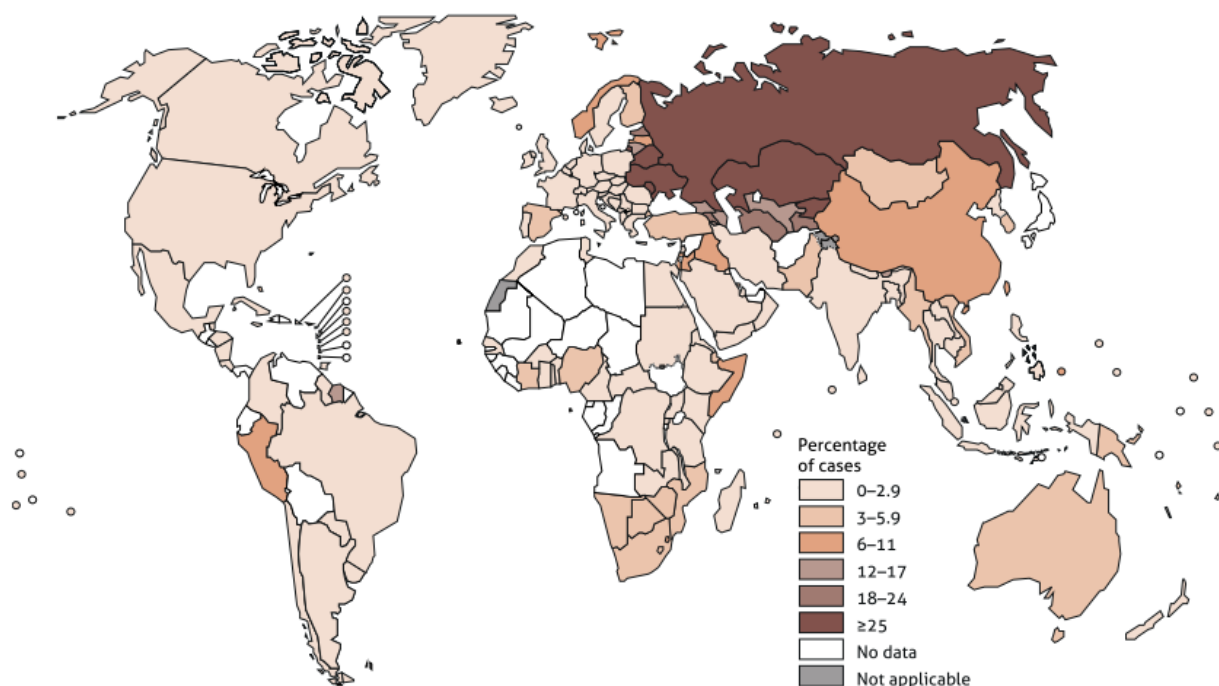 Percentage
of cases
0–2.9
3–5.9
6–11
12–17
18–24
≥25
No data
Not applicable